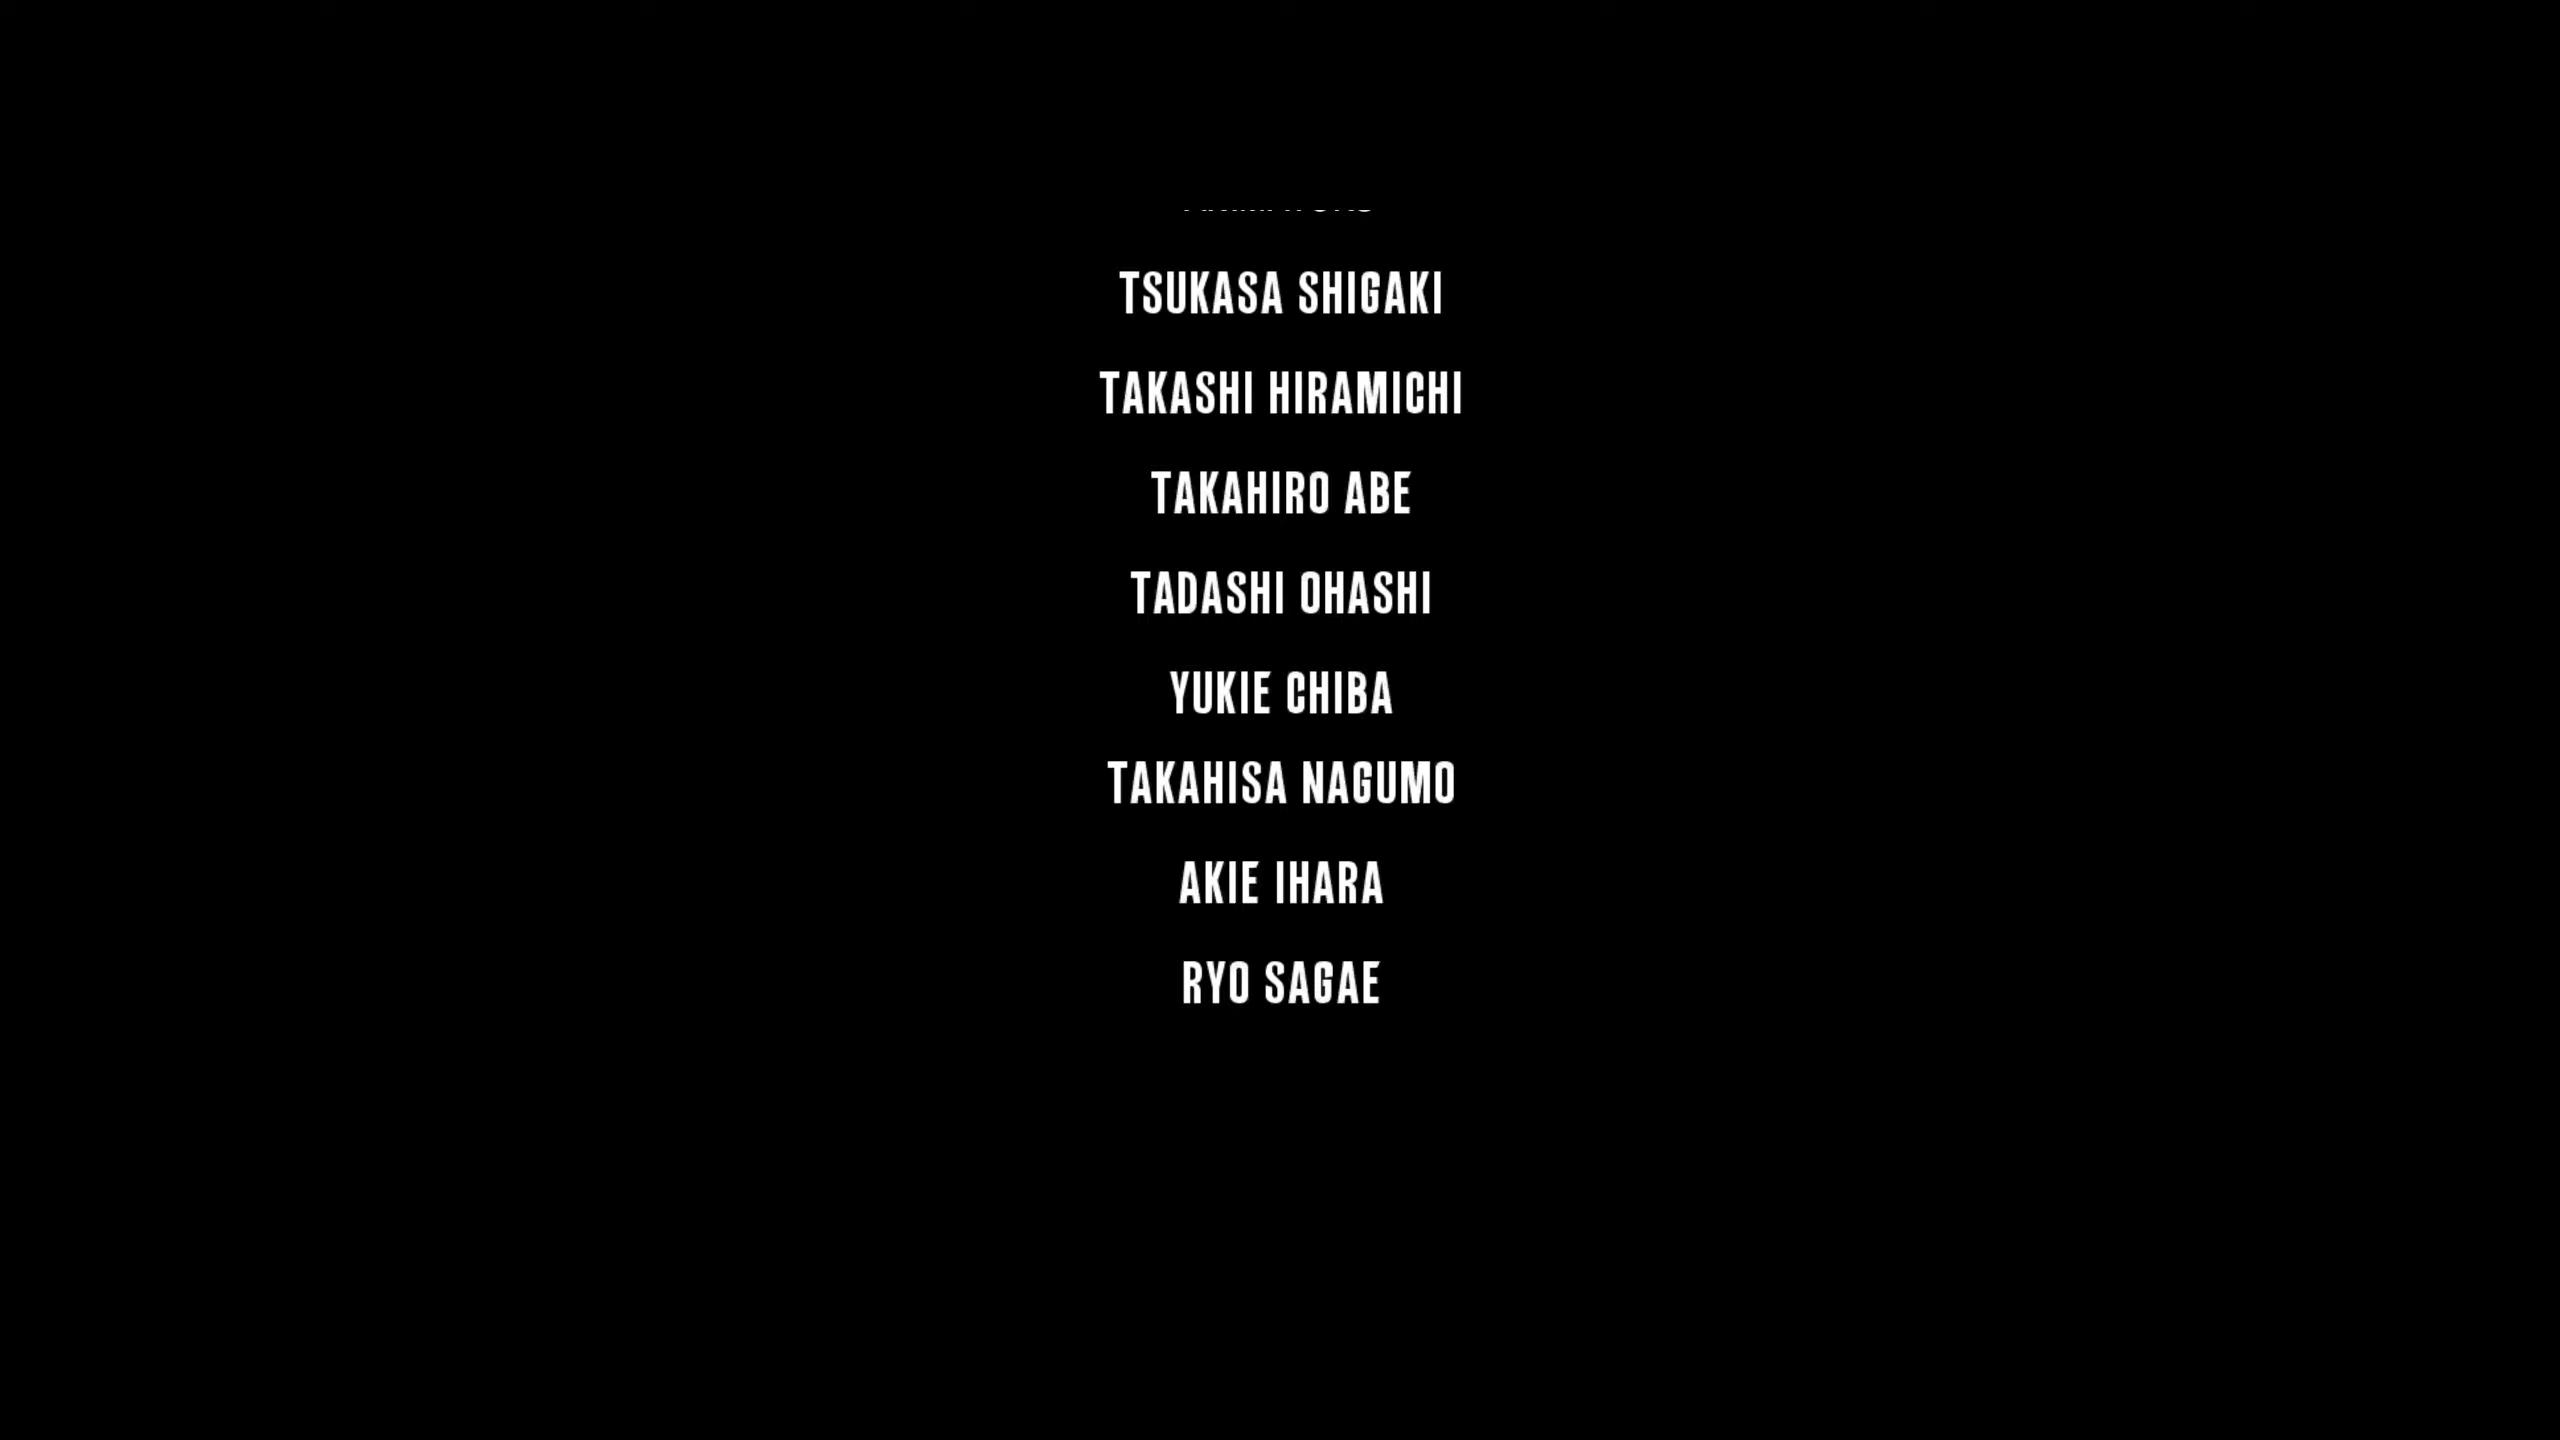 TSUKASA SHIGAKI
TAKASHI HIRAMICHI
TAKAHIRO ABE
TADASHI OHASHI
YUKIE CHIBA
TAKAHISA NAGUMO
AKIE IHARA
RYO SAGAE